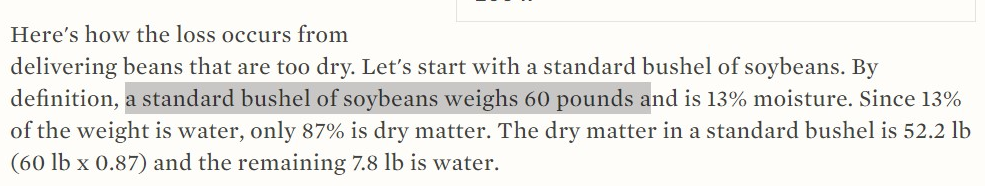 Here's how the loss occurs from
delivering beans that are too dry. Let's start with a standard bushel of soybeans. By
definition, a standard bushel of soybeans weighs 60 pounds and is 13% moisture. Since 13%
of the weight is water, only 87% is dry matter. The dry matter in a standard bushel is 52.2 lb
(60 lb x 0.87) and the remaining 7.8 lb is water.